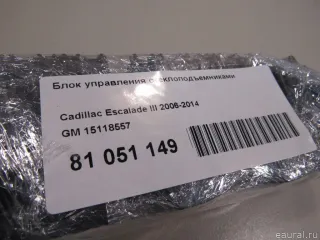 Блок управления стеклоподъемниками
Cadillac Escalade III 2006-2014
GM 15118557
81 051 149
© eaural.ru